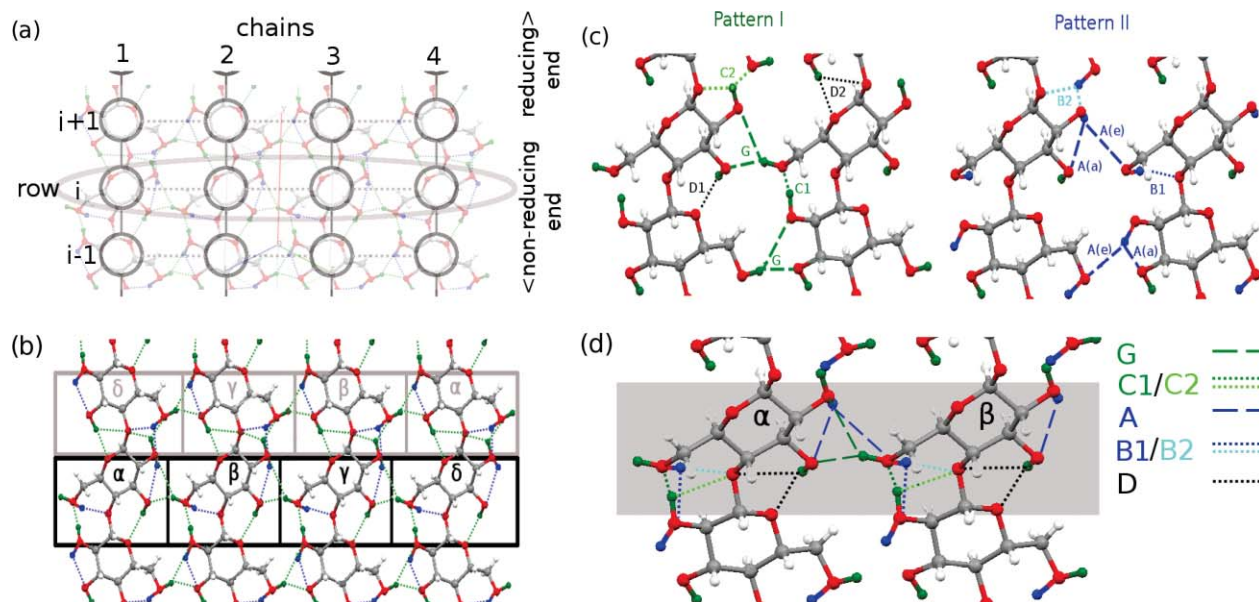 (a)
chains
1 2 3 4
i+1
row i
i-1
<non-reducing end
reducing> end
(b)
δ γ β α
α β γ δ
(c)
Pattern I
C2
D2
G
D1
C1
G
Pattern II
B2
A(e)
A(a)
B1
A(e)
A(a)
(d)
α
β
G
C1/C2
A
B1/B2
D